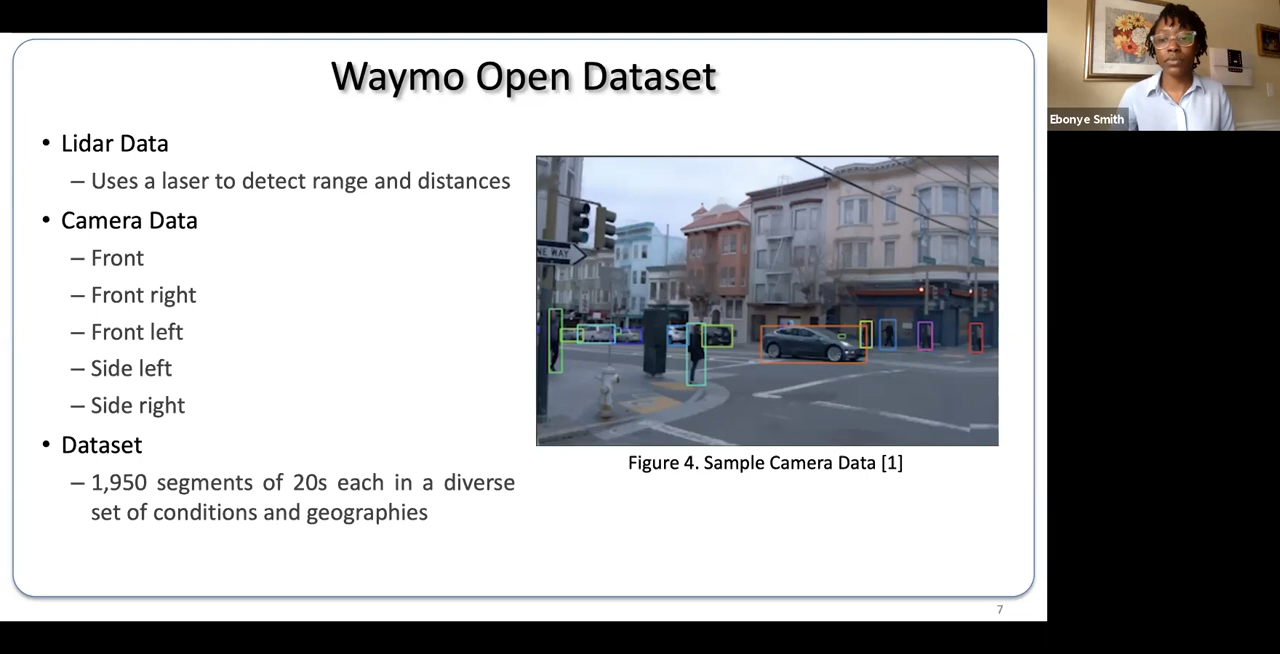 Waymo Open Dataset
• Lidar Data
– Uses a laser to detect range and distances
• Camera Data
– Front
– Front right
– Front left
– Side left
– Side right
• Dataset
– 1,950 segments of 20s each in a diverse
set of conditions and geographies
NE WAY
Figure 4. Sample Camera Data [1]
7
Ebonye Smith